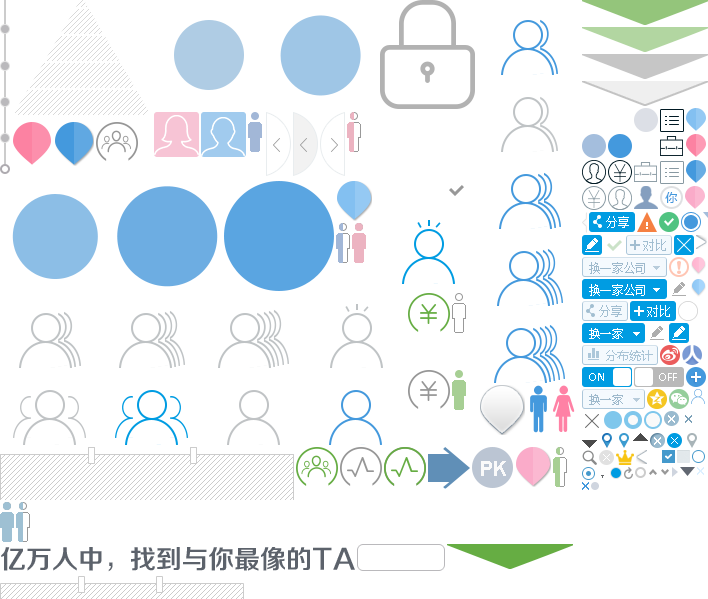 你
分享
+对比
换一家公司
换一家公司
分享
+对比
换一家
分布统计
ON
OFF
换一家
PK
亿万人中，找到与你最像的TA